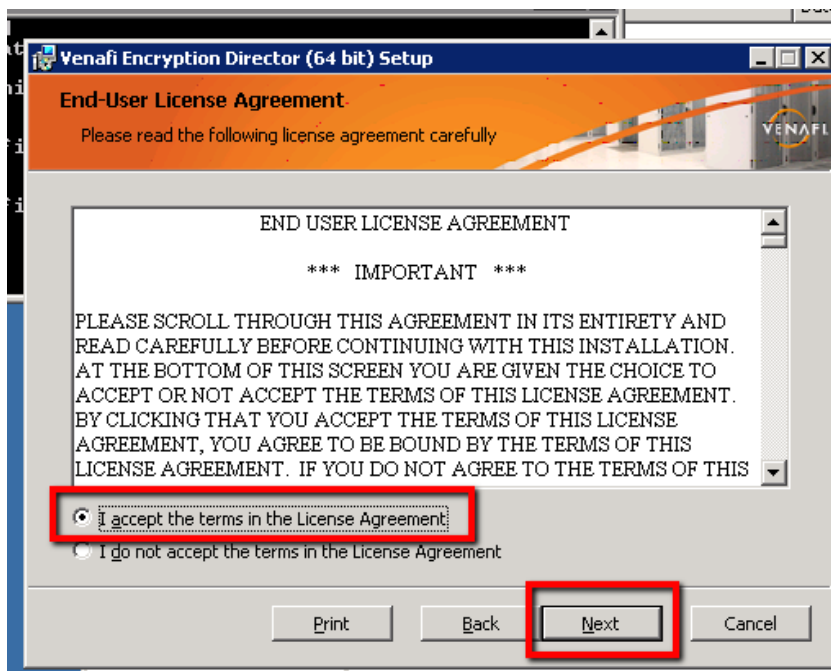 Venafi Encryption Director (64 bit) Setup
End-User License Agreement
Please read the following license agreement carefully
VENAFI
END USER LICENSE AGREEMENT
*** IMPORTANT ***
PLEASE SCROLL THROUGH THIS AGREEMENT IN ITS ENTIRETY AND
READ CAREFULLY BEFORE CONTINUING WITH THIS INSTALLATION.
AT THE BOTTOM OF THIS SCREEN YOU ARE GIVEN THE CHOICE TO
ACCEPT OR NOT ACCEPT THE TERMS OF THIS LICENSE AGREEMENT.
BY CLICKING THAT YOU ACCEPT THE TERMS OF THIS LICENSE
AGREEMENT, YOU AGREE TO BE BOUND BY THE TERMS OF THIS
LICENSE AGREEMENT. IF YOU DO NOT AGREE TO THE TERMS OF THIS
I accept the terms in the License Agreement
I do not accept the terms in the License Agreement
Print Back Next Cancel